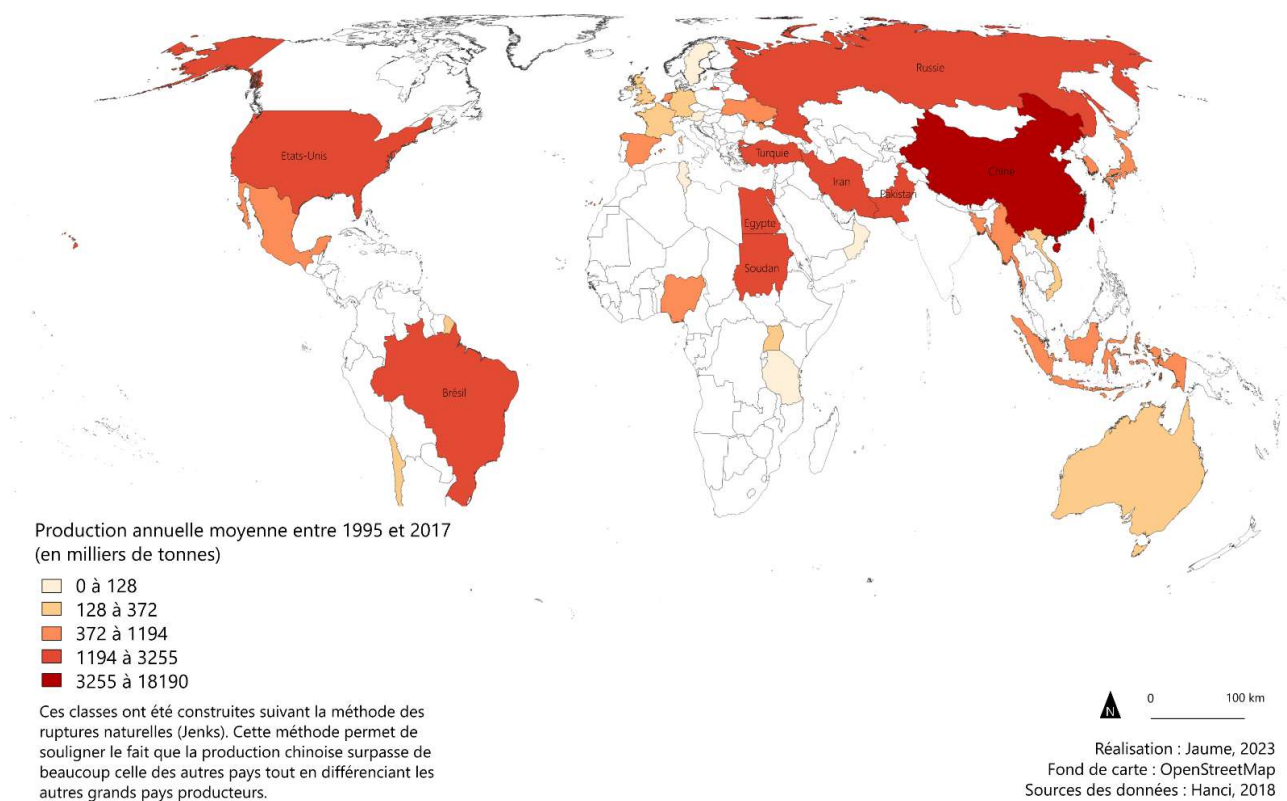 Russie
Etats-Unis
Turquie
Iran
Pakistan
Chine
Egypte
Soudan
Brésil
Production annuelle moyenne entre 1995 et 2017
(en milliers de tonnes)
0 à 128
128 à 372
372 à 1194
1194 à 3255
3255 à 18190
Ces classes ont été construites suivant la méthode des
ruptures naturelles (Jenks). Cette méthode permet de
souligner le fait que la production chinoise surpasse de
beaucoup celle des autres pays tout en différenciant les
autres grands pays producteurs.
N
0 100 km
Réalisation : Jaume, 2023
Fond de carte : OpenStreetMap
Sources des données : Hanci, 2018